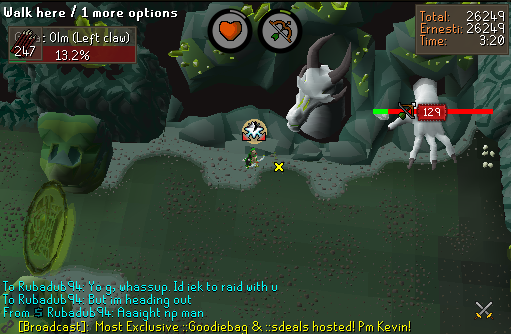 Walk here / 1 more options
Olm (Left claw)
247
13.2%
Total: 26249
Ernesti: 26249
Time: 3:20
129
To Rubadub94: Yo g, whassup. Id iek to raid with u
To Rubadub94: But im heading out
From Rubadub94: Aaaight np man
[Broadcast]: Most Exclusive ::Goodiebag & ::sdeals hosted! Pm Kevin!